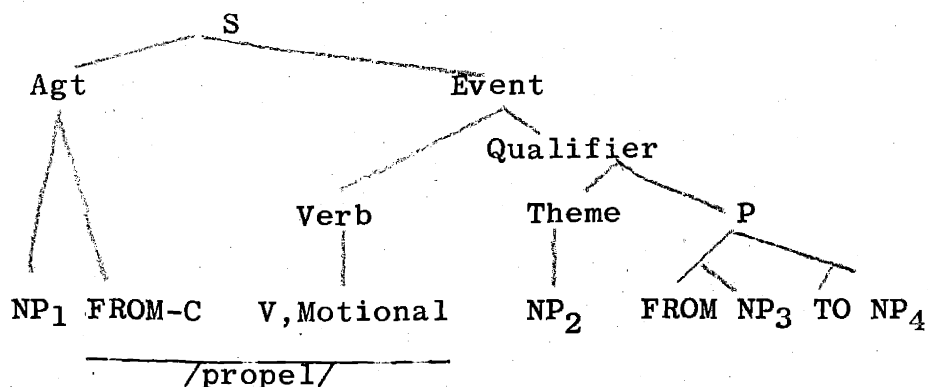 S
Agt Event
Qualifier
Verb Theme P
NP1 FROM-C V,Motional NP2 FROM NP3 TO NP4
/propel/